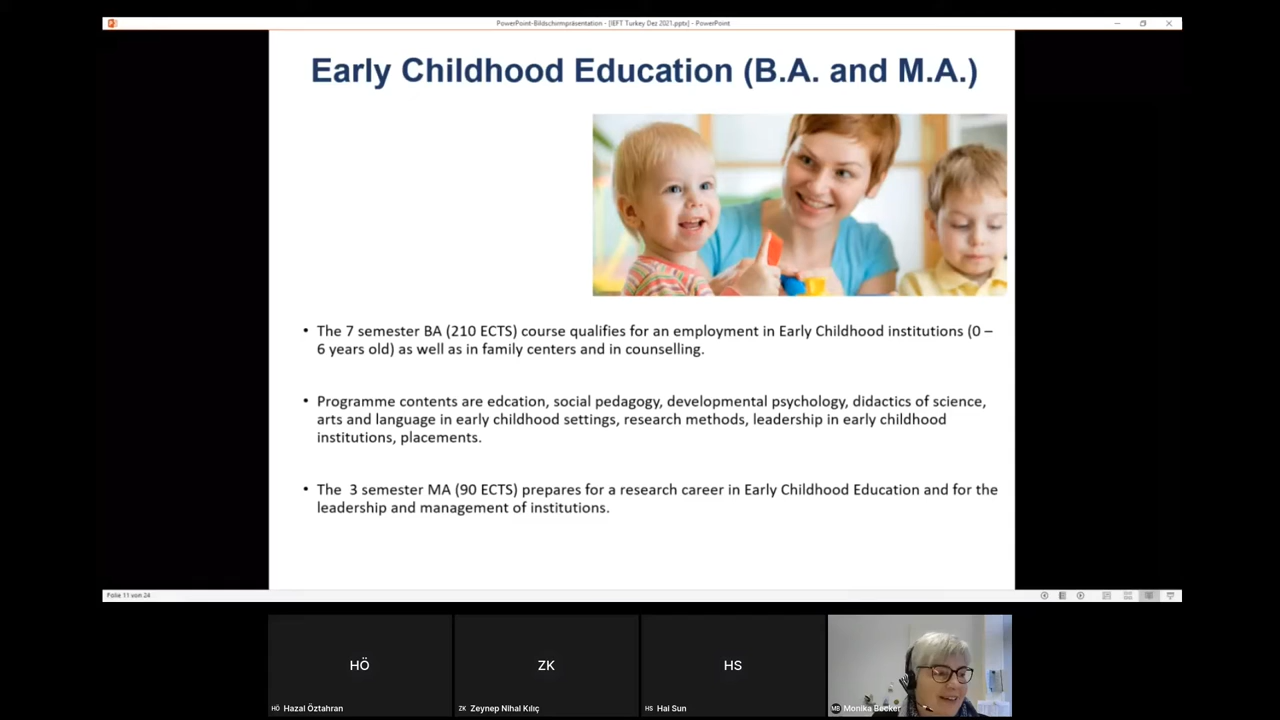 PowerPoint-Bildschirmpräsentation - [IEFT Turkey Dez 2021.pptx] - PowerPoint
Early Childhood Education (B.A. and M.A.)
• The 7 semester BA (210 ECTS) course qualifies for an employment in Early Childhood institutions (0 –
6 years old) as well as in family centers and in counselling.
• Programme contents are edcation, social pedagogy, developmental psychology, didactics of science,
arts and language in early childhood settings, research methods, leadership in early childhood
institutions, placements.
• The 3 semester MA (90 ECTS) prepares for a research career in Early Childhood Education and for the
leadership and management of institutions.
Folie 11 von 24
HÖ
ZK
HS
HÖ Hazal Öztahran
ZK Zeynep Nihal Kılıç
HS Hai Sun
MB Monika Becker